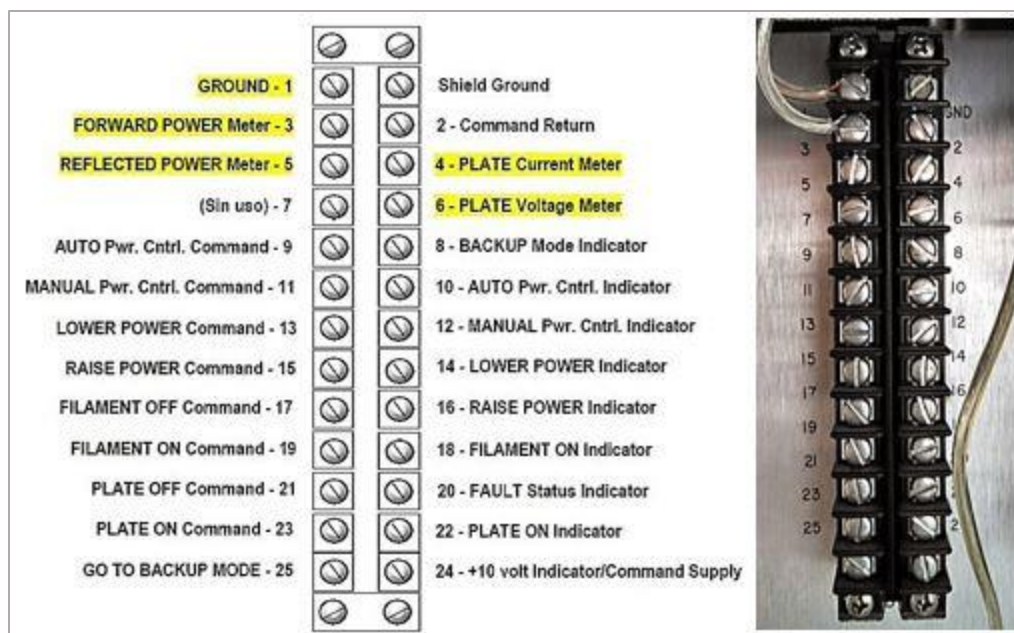 GROUND - 1
Shield Ground
FORWARD POWER Meter - 3
2 - Command Return
REFLECTED POWER Meter - 5
4 - PLATE Current Meter
(Sin uso) - 7
6 - PLATE Voltage Meter
AUTO Pwr. Cntrl. Command - 9
8 - BACKUP Mode Indicator
MANUAL Pwr. Cntrl. Command - 11
10 - AUTO Pwr. Cntrl. Indicator
LOWER POWER Command - 13
12 - MANUAL Pwr. Cntrl. Indicator
RAISE POWER Command - 15
14 - LOWER POWER Indicator
FILAMENT OFF Command - 17
16 - RAISE POWER Indicator
FILAMENT ON Command - 19
18 - FILAMENT ON Indicator
PLATE OFF Command - 21
20 - FAULT Status Indicator
PLATE ON Command - 23
22 - PLATE ON Indicator
GO TO BACKUP MODE - 25
24 - +10 volt Indicator/Command Supply
GND
3
2
5
4
7
6
9
8
11
10
13
12
15
14
17
16
19
21
23
25